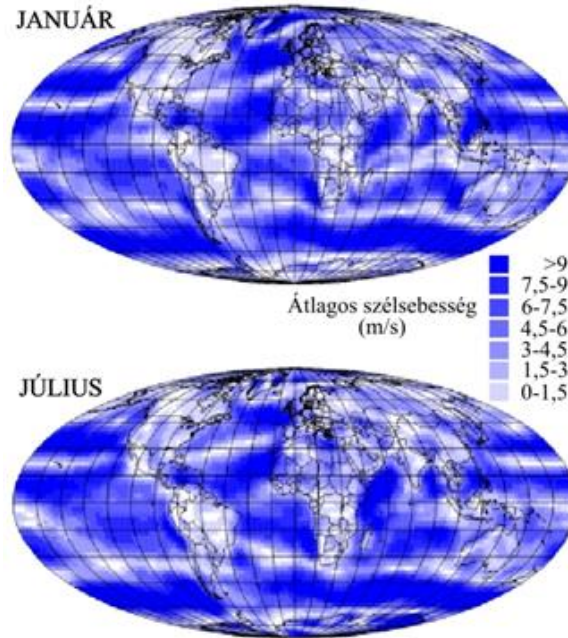 JANUÁR
>9
7,5-9
6-7,5
4,5-6
3-4,5
1,5-3
0-1,5
Átlagos szélsebesség
(m/s)
JÚLIUS